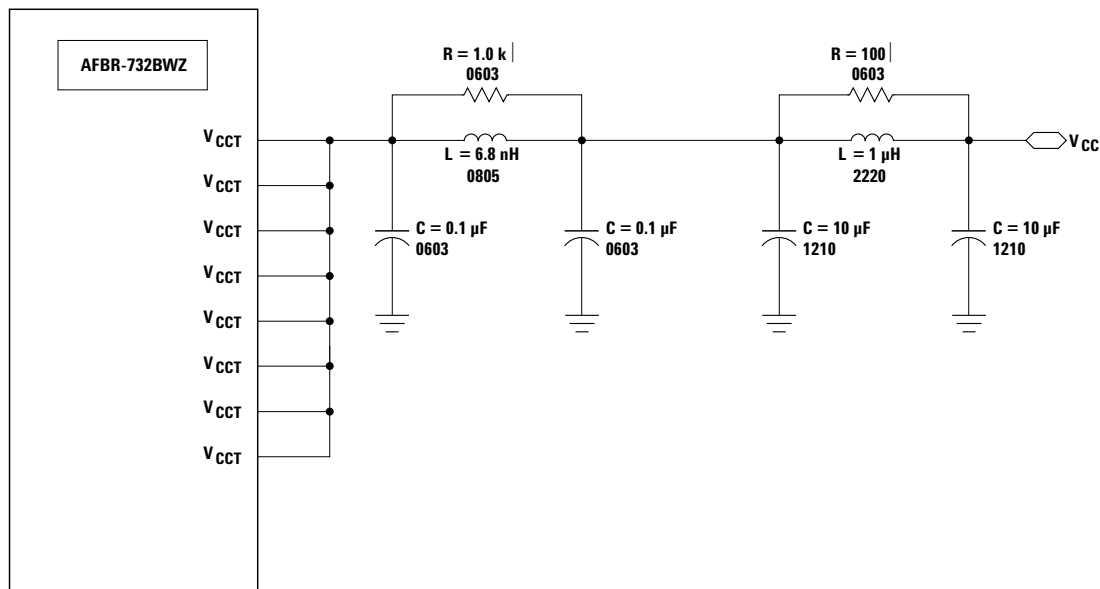 AFBR-732BWZ
R = 1.0 k |
0603
R = 100 |
0603
V CCT
L = 6.8 nH
0805
L = 1 µH
2220
V CC
V CCT
V CCT
C = 0.1 µF
0603
C = 0.1 µF
0603
C = 10 µF
1210
C = 10 µF
1210
V CCT
V CCT
V CCT
V CCT
V CCT